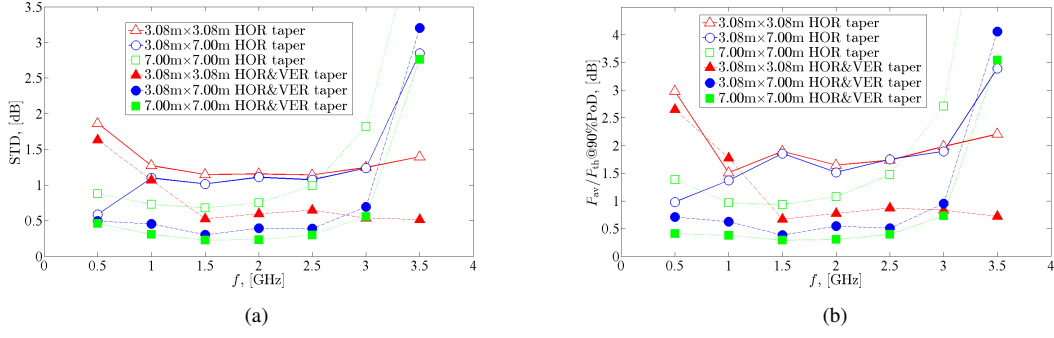 3.5
3
2.5
2
1.5
1
0.5
0
STD, [dB]
3.08m×3.08m HOR taper
3.08m×7.00m HOR taper
7.00m×7.00m HOR taper
3.08m×3.08m HOR&VER taper
3.08m×7.00m HOR&VER taper
7.00m×7.00m HOR&VER taper
0 0.5 1 1.5 2 2.5 3 3.5 4
f, [GHz]
(a)
4.5
4
3.5
3
2.5
2
1.5
1
0.5
0
F_av/F_th@90%PoD, [dB]
3.08m×3.08m HOR taper
3.08m×7.00m HOR taper
7.00m×7.00m HOR taper
3.08m×3.08m HOR&VER taper
3.08m×7.00m HOR&VER taper
7.00m×7.00m HOR&VER taper
0 0.5 1 1.5 2 2.5 3 3.5 4
f, [GHz]
(b)